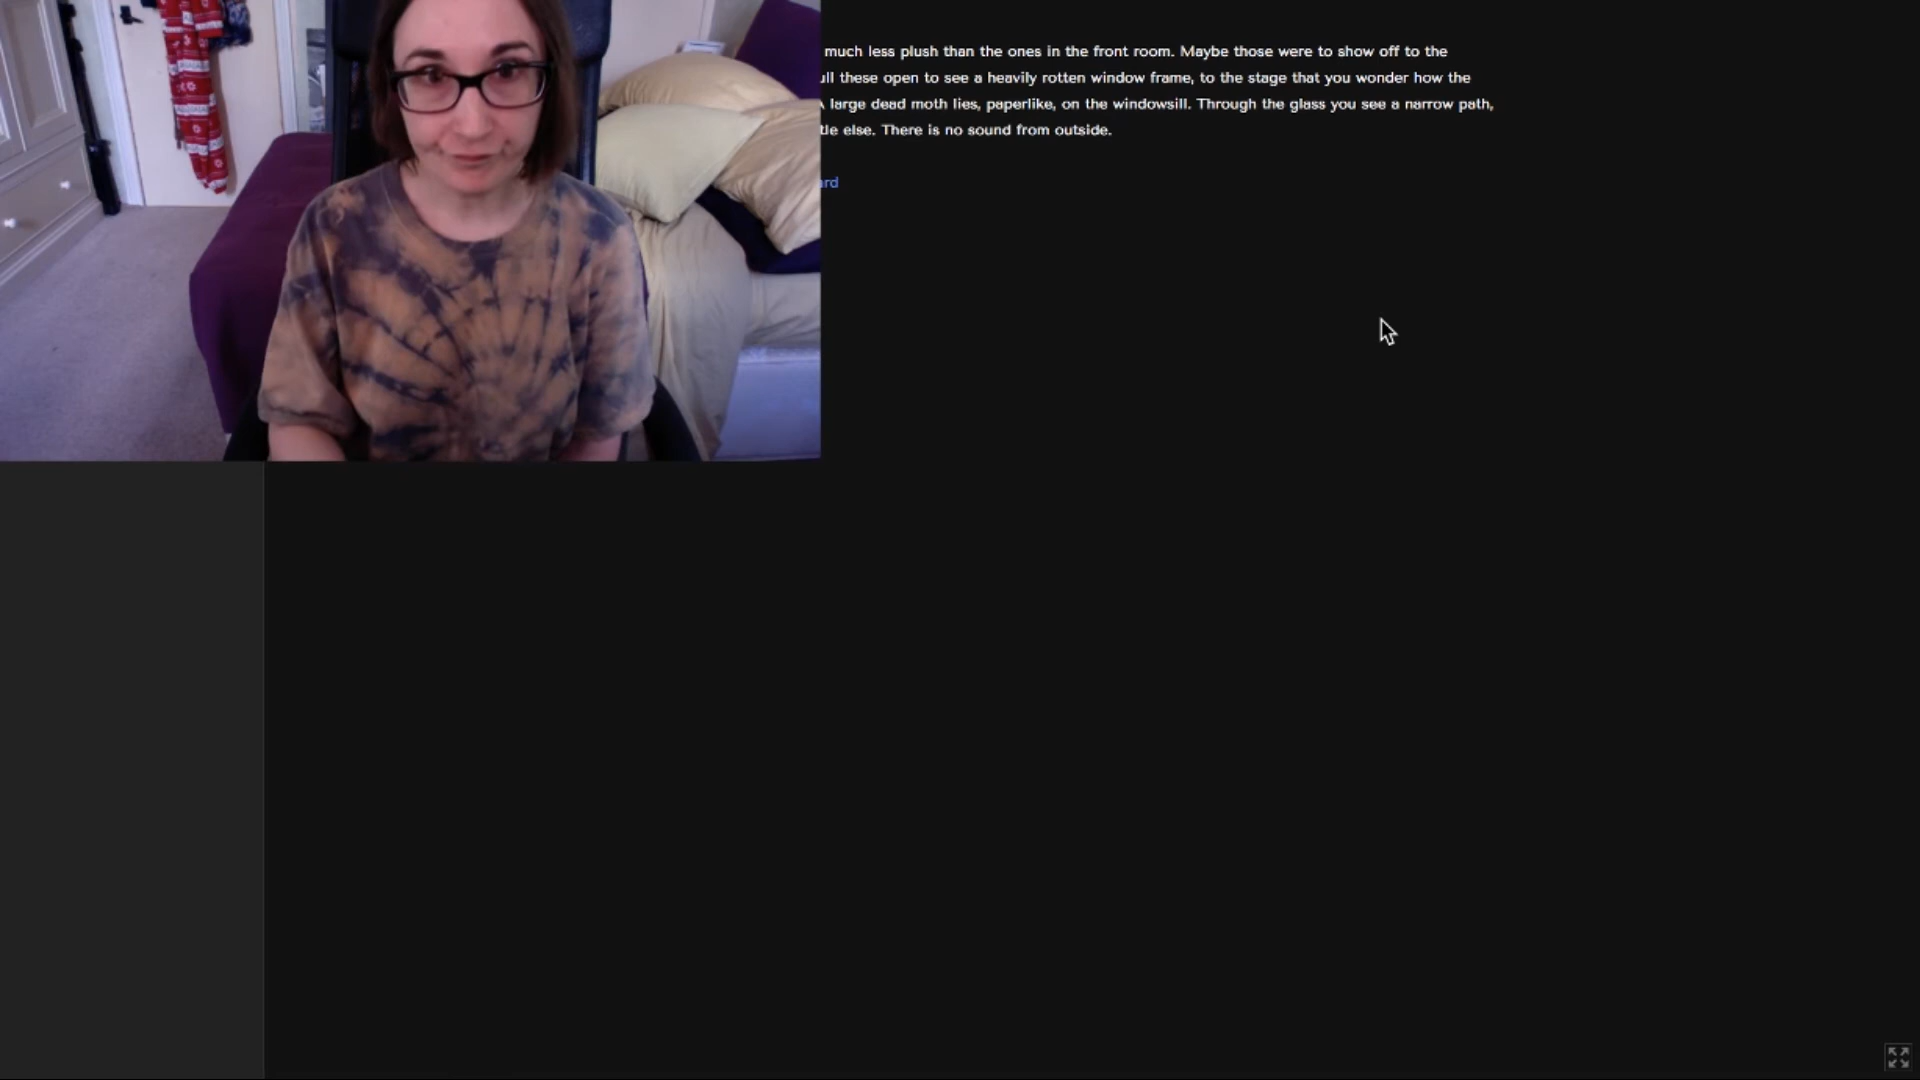 much less plush than the ones in the front room. Maybe those were to show off to the
these open to see a heavily rotten window frame, to the stage that you wonder how the
large dead moth lies, paperlike, on the windowsill. Through the glass you see a narrow path,
else. There is no sound from outside.